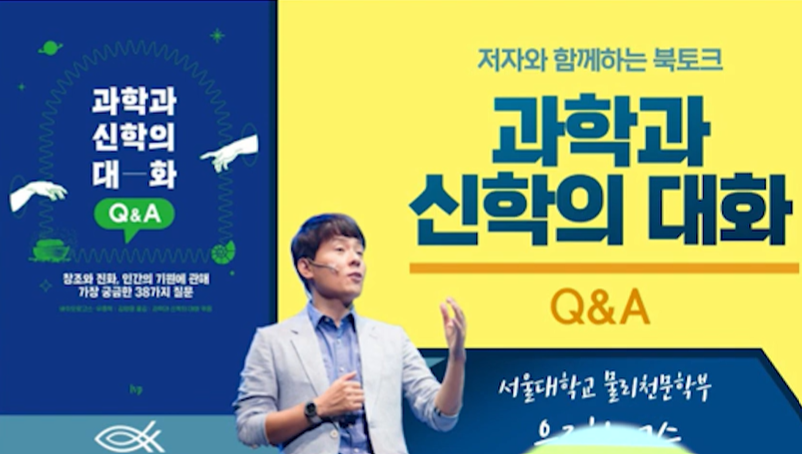 과학과
신학의
대―화
Q&A
창조와 진화, 인간의 기원에 관해
가장 궁금한 38가지 질문
hp
저자와 함께하는 북토크
과학과
신학의 대화
Q&A
서울대학교 물리천문학부